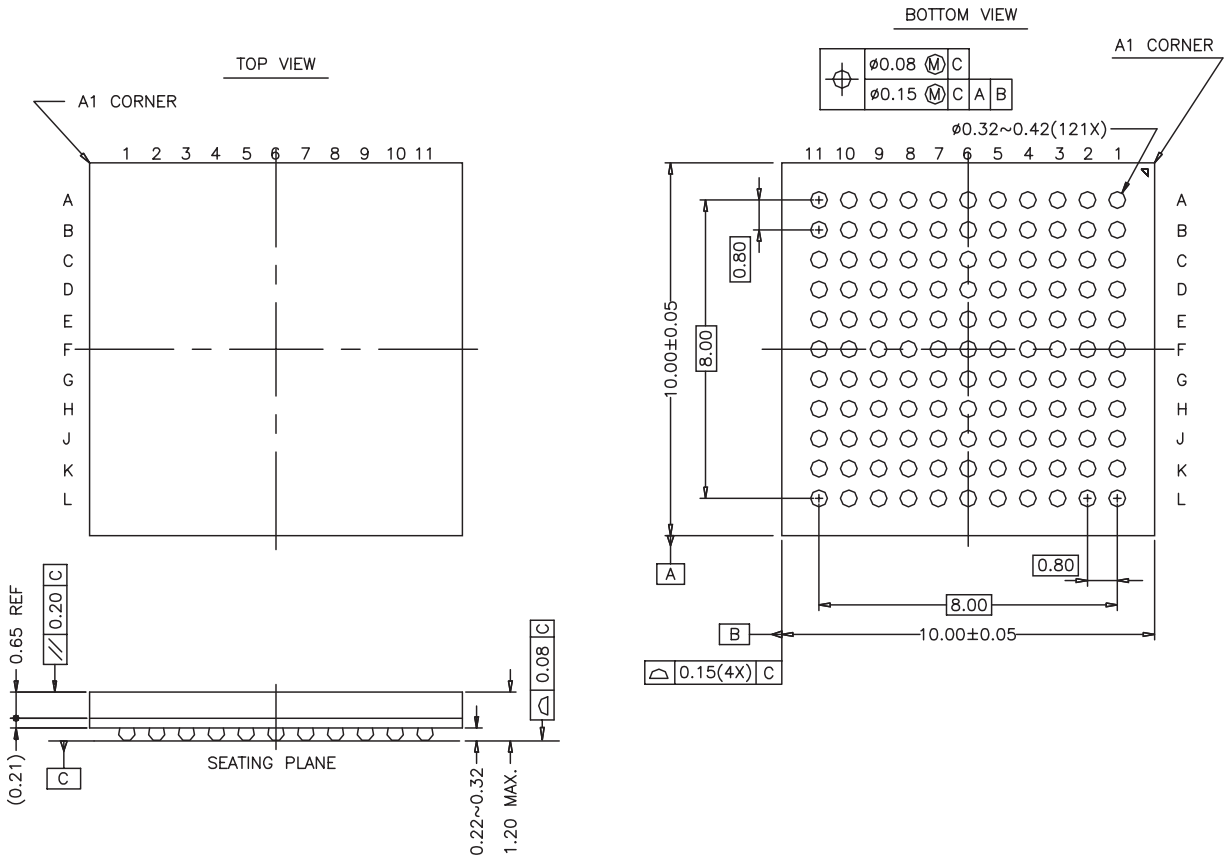 TOP VIEW
A1 CORNER
1 2 3 4 5 6 7 8 9 10 11
A
B
C
D
E
F
G
H
J
K
L
BOTTOM VIEW
A1 CORNER
ø0.08 Ⓜ C
ø0.15 Ⓜ C A B
ø0.32~0.42(121X)
11 10 9 8 7 6 5 4 3 2 1
A
B
C
D
E
F
G
H
J
K
L
0.80
8.00
10.00±0.05
A
0.80
8.00
B
10.00±0.05
0.15(4X) C
0.65 REF
(0.21)
// 0.20 C
C
SEATING PLANE
0.22~0.32
1.20 MAX.
0.08 C